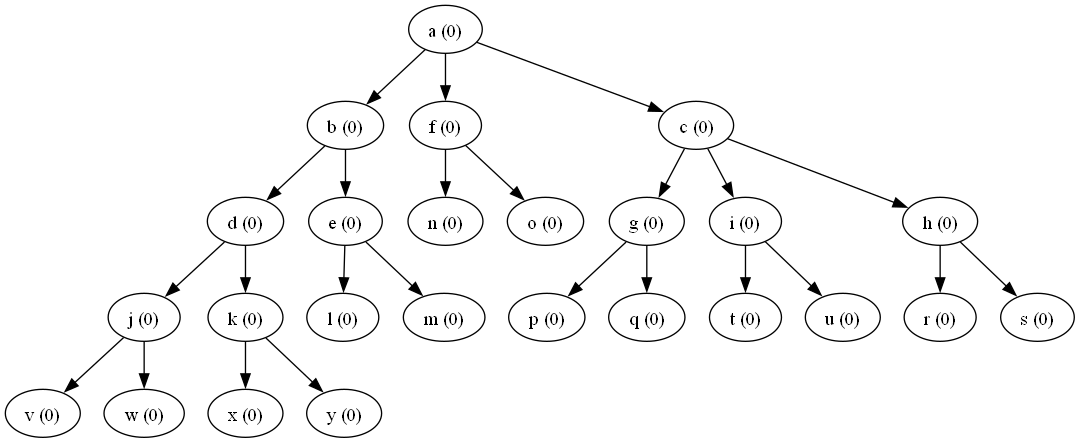 a (0)
b (0) f (0) c (0)
d (0) e (0) n (0) o (0) g (0) i (0) h (0)
j (0) k (0) l (0) m (0) p (0) q (0) t (0) u (0) r (0) s (0)
v (0) w (0) x (0) y (0)